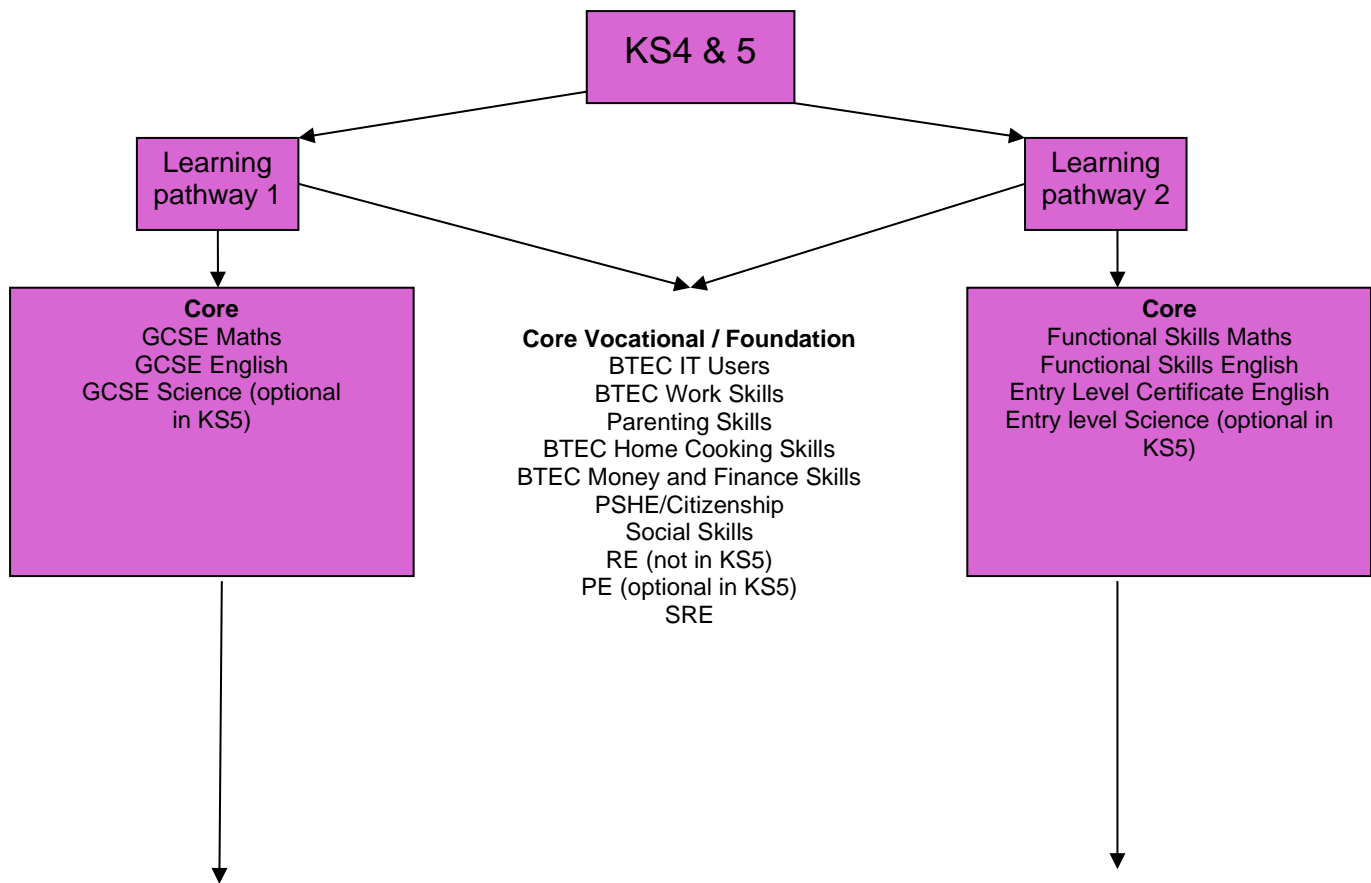 KS4 & 5
Learning
pathway 1
Learning
pathway 2
Core
GCSE Maths
GCSE English
GCSE Science (optional
in KS5)
Core Vocational / Foundation
BTEC IT Users
BTEC Work Skills
Parenting Skills
BTEC Home Cooking Skills
BTEC Money and Finance Skills
PSHE/Citizenship
Social Skills
RE (not in KS5)
PE (optional in KS5)
SRE
Core
Functional Skills Maths
Functional Skills English
Entry Level Certificate English
Entry level Science (optional in
KS5)